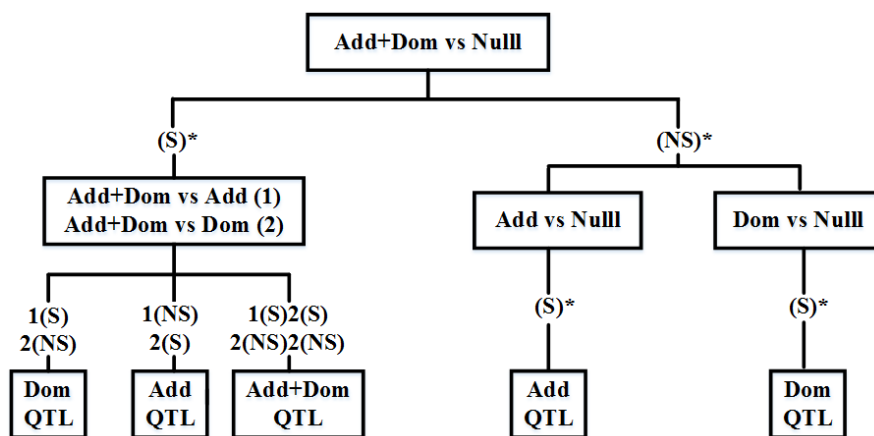 Add+Dom vs Nulll
(S)*
(NS)*
Add+Dom vs Add (1)
Add+Dom vs Dom (2)
Add vs Nulll
Dom vs Nulll
1(S)
2(NS)
1(NS)
2(S)
1(S)2(S)
2(NS)2(NS)
(S)*
(S)*
Dom
QTL
Add
QTL
Add+Dom
QTL
Add
QTL
Dom
QTL